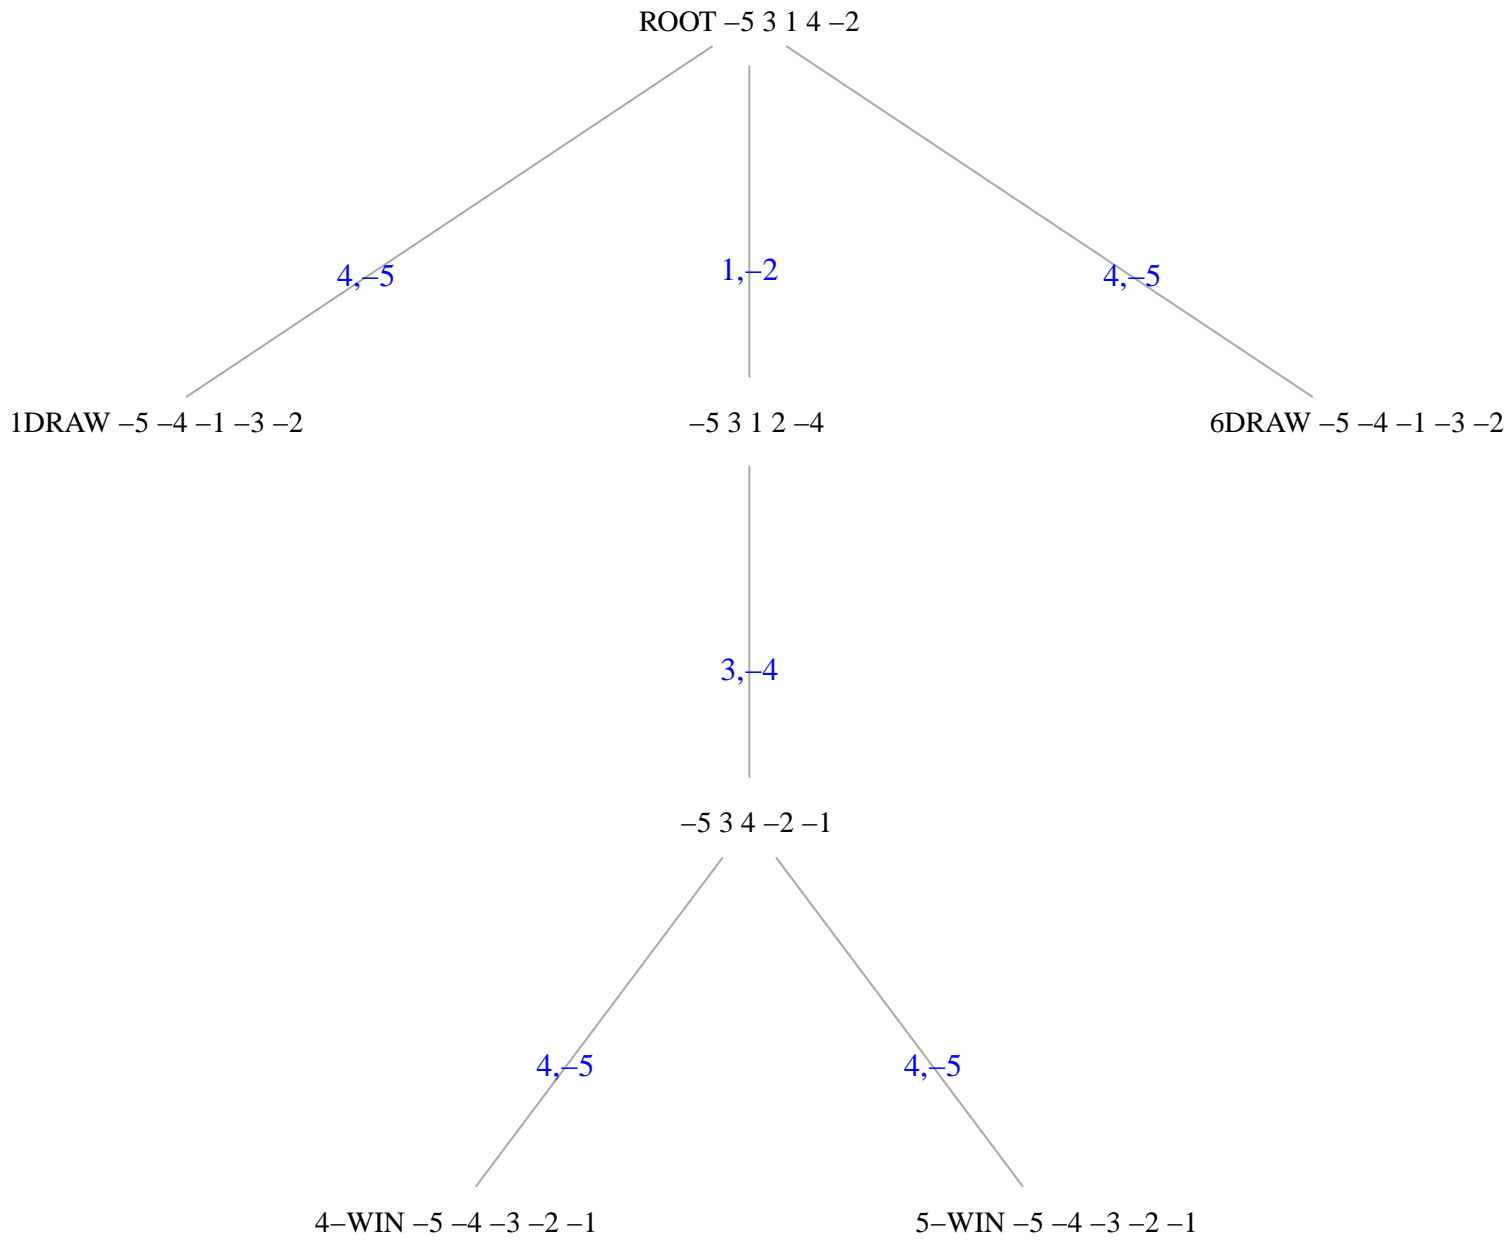 ROOT –5 3 1 4 –2
4,–5
1,–2
4,–5
1DRAW –5 –4 –1 –3 –2
–5 3 1 2 –4
6DRAW –5 –4 –1 –3 –2
3,–4
–5 3 4 –2 –1
4,–5
4,–5
4–WIN –5 –4 –3 –2 –1
5–WIN –5 –4 –3 –2 –1